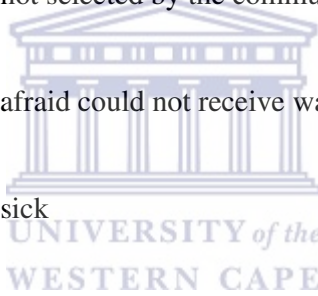 not selected by the commu
afraid could not receive wa
sick
UNIVERSITY of the
WESTERN CAPE